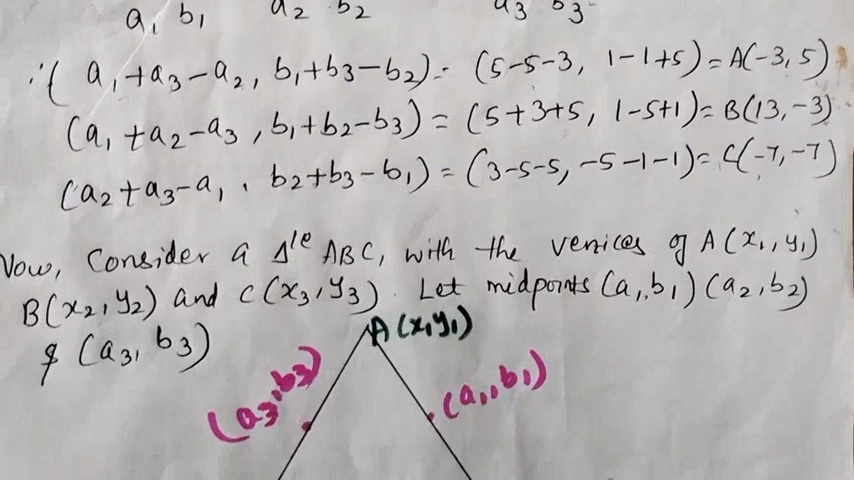 a₁ b₁ a₂ b₂ a₃ b₃
∴ ( a₁+a₃-a₂, b₁+b₃-b₂) = (5-5-3, 1-1+5) = A(-3, 5)
(a₁+a₂-a₃, b₁+b₂-b₃) = (5+3+5, 1-5+1) = B(13, -3)
(a₂+a₃-a₁, b₂+b₃-b₁) = (3-5-5, -5-1-1) = C(-7, -7)
Now, Consider a Δle ABC, with the verices of A(x₁, y₁)
B(x₂, y₂) and C(x₃, y₃). Let midpoints (a₁, b₁) (a₂, b₂)
& (a₃, b₃)
A (x₁y₁)
(a₃, b₃)
(a₁, b₁)